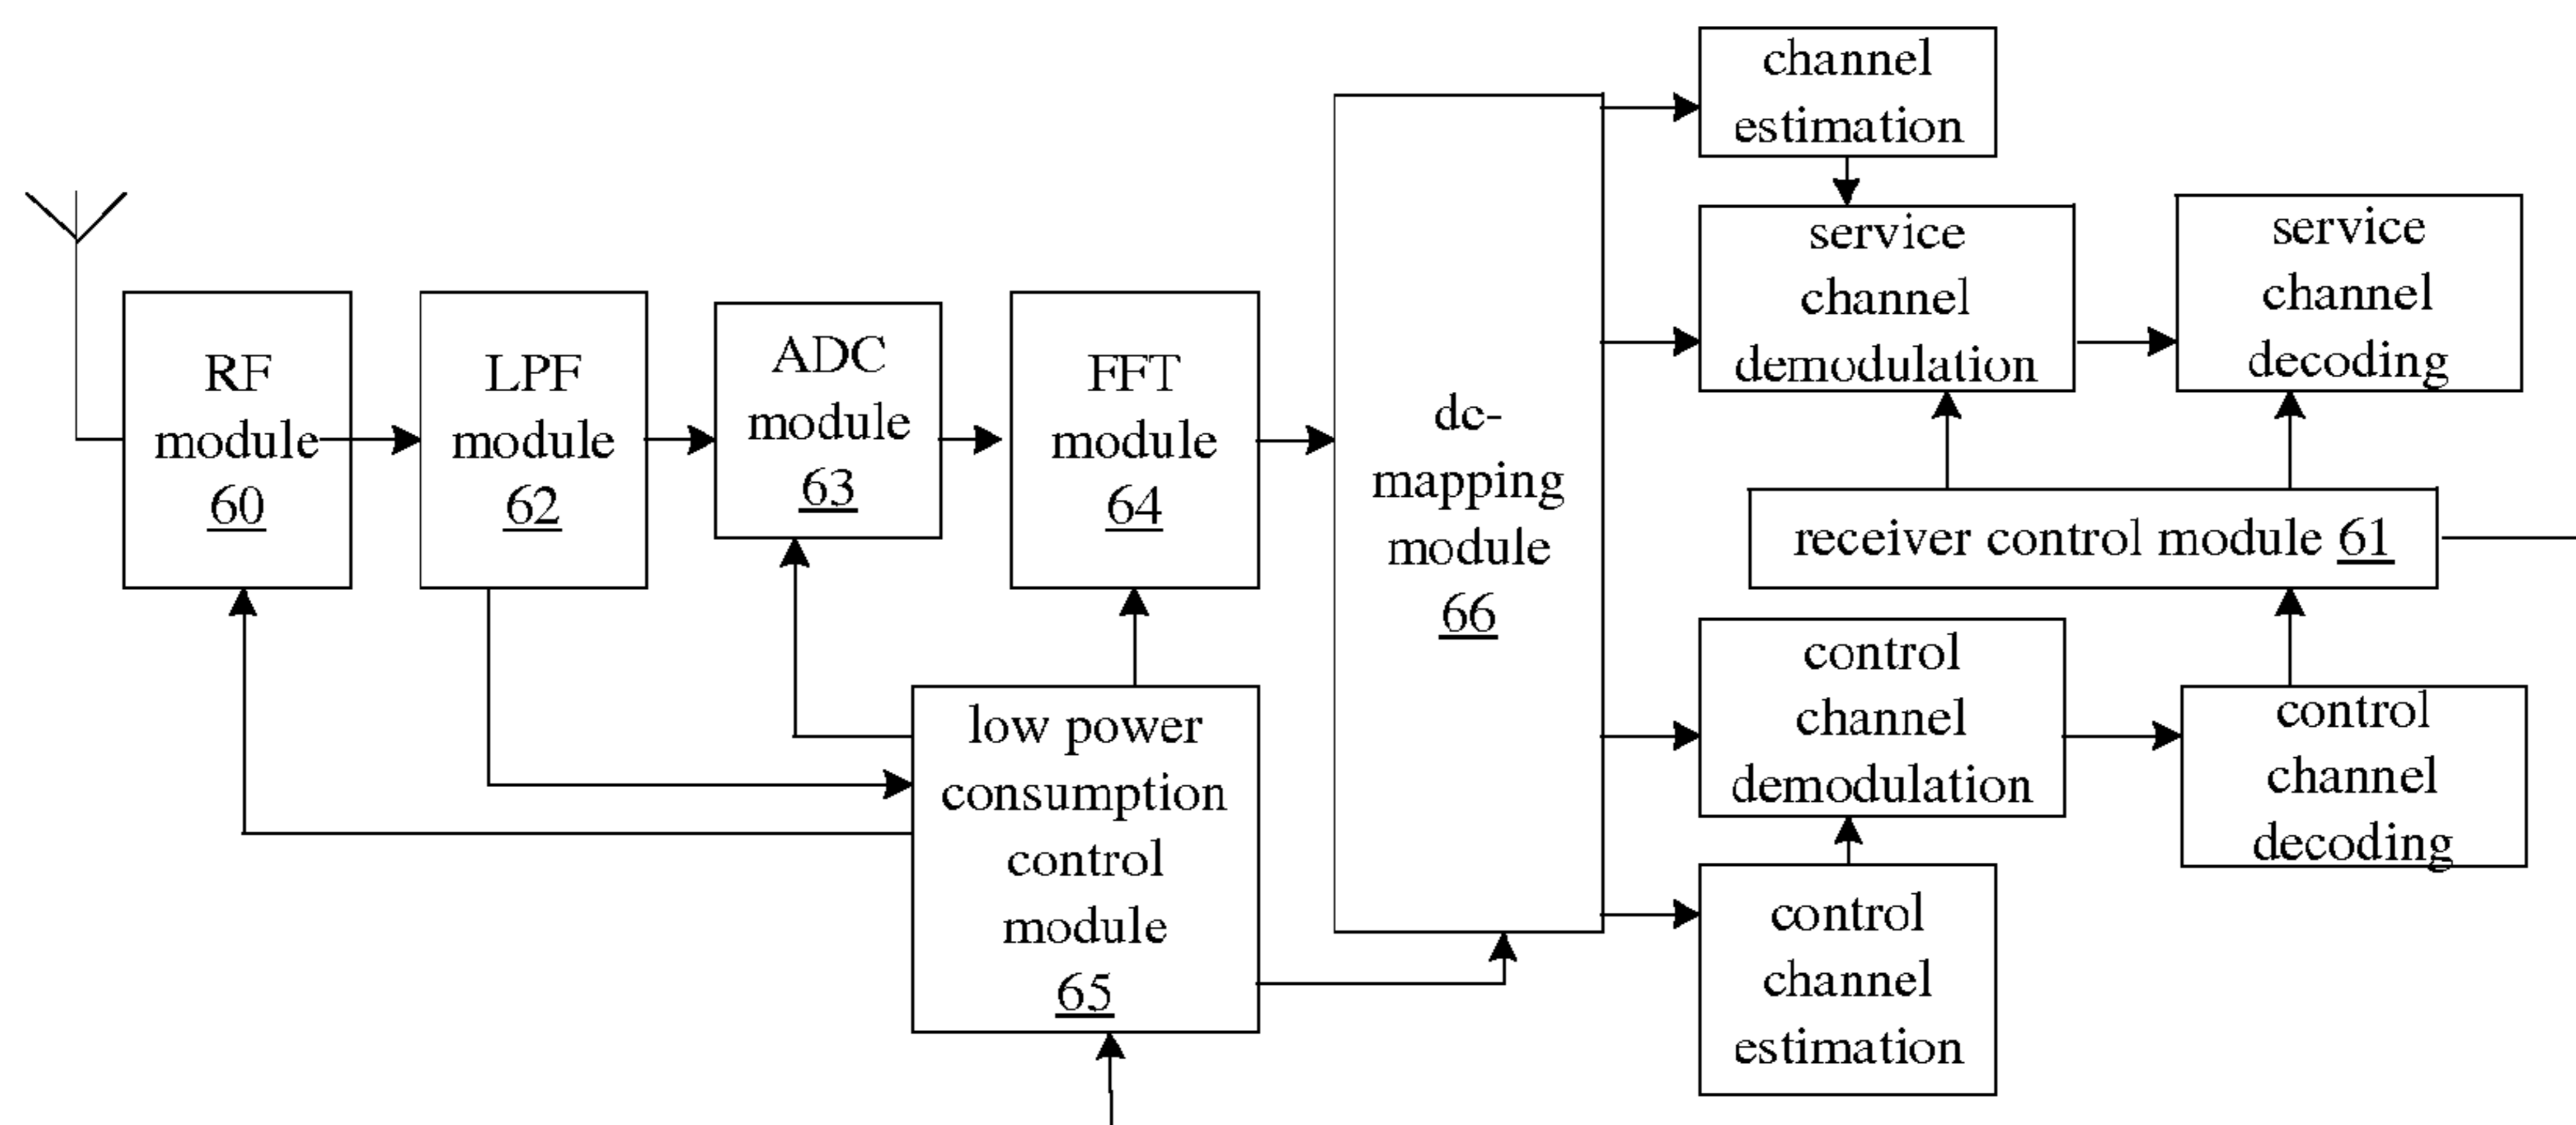 channel
estimation
service
channel
demodulation
service
channel
decoding
RF
module
60
LPF
module
62
ADC
module
63
FFT
module
64
de-
mapping
module
66
receiver control module 61
low power
consumption
control
module
65
control
channel
demodulation
control
channel
decoding
control
channel
estimation